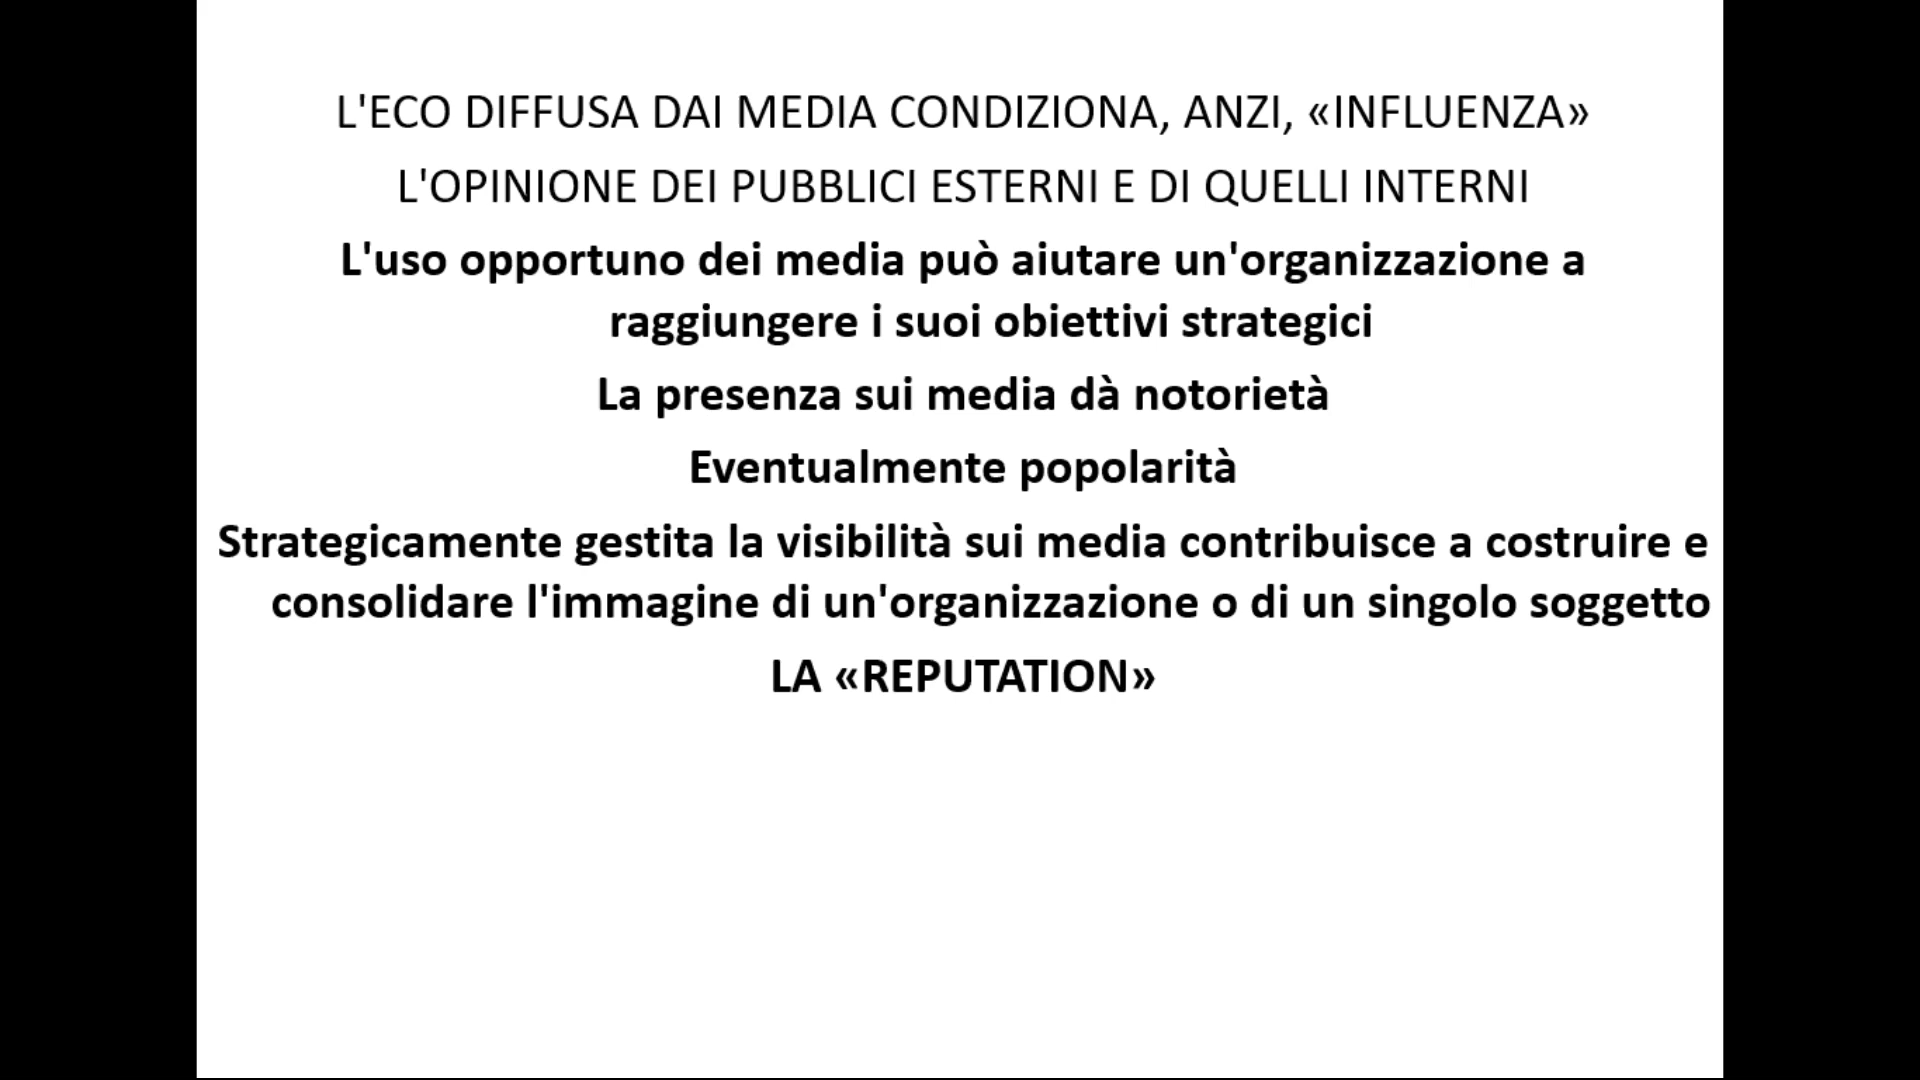 L'ECO DIFFUSA DAI MEDIA CONDIZIONA, ANZI, «INFLUENZA»
L'OPINIONE DEI PUBBLICI ESTERNI E DI QUELLI INTERNI
L'uso opportuno dei media può aiutare un'organizzazione a
raggiungere i suoi obiettivi strategici
La presenza sui media dà notorietà
Eventualmente popolarità
Strategicamente gestita la visibilità sui media contribuisce a costruire e
consolidare l'immagine di un'organizzazione o di un singolo soggetto
LA «REPUTATION»